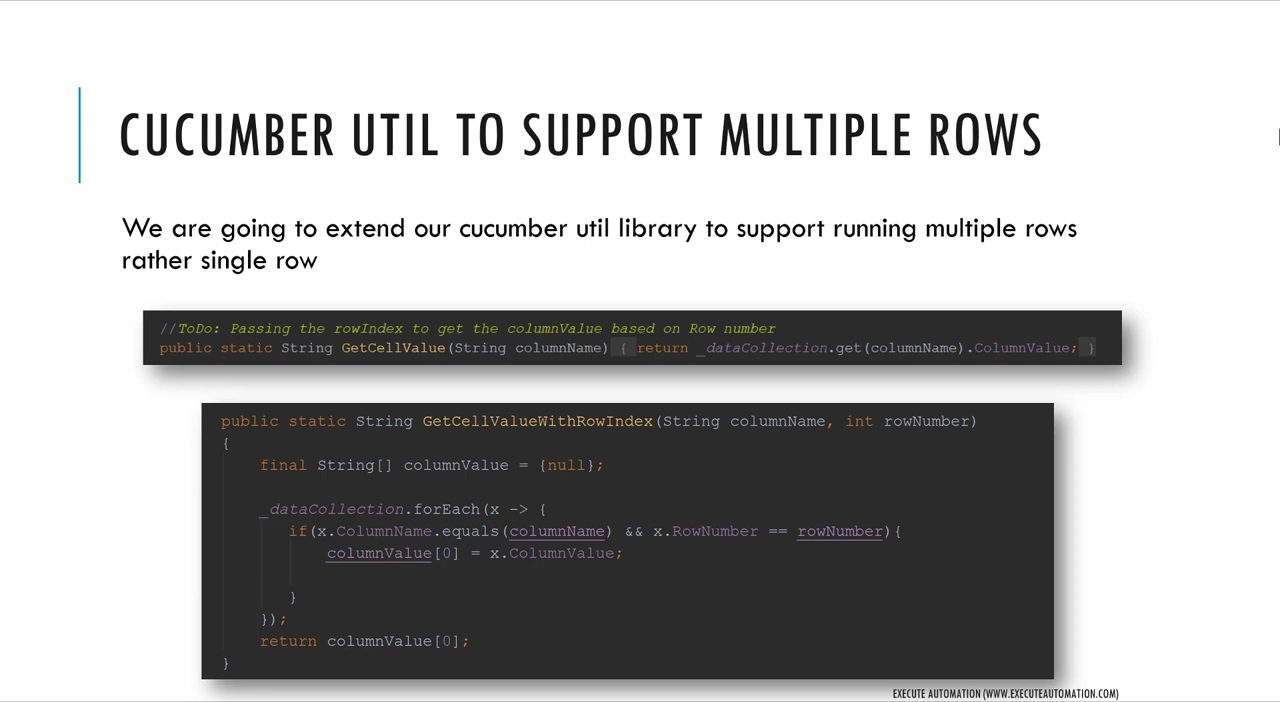 CUCUMBER UTIL TO SUPPORT MULTIPLE ROWS
We are going to extend our cucumber util library to support running multiple rows
rather single row
//ToDo: Passing the rowIndex to get the columnValue based on Row number
public static String GetCellValue(String columnName) { return _dataCollection.get(columnName).ColumnValue; }
public static String GetCellValueWithRowIndex(String columnName, int rowNumber)
{
final String[] columnValue = {null};
_dataCollection.forEach(x -> {
if(x.ColumnName.equals(columnName) && x.RowNumber == rowNumber){
columnValue[0] = x.ColumnValue;
}
});
return columnValue[0];
}
EXECUTE AUTOMATION (WWW.EXECUTEAUTOMATION.COM)